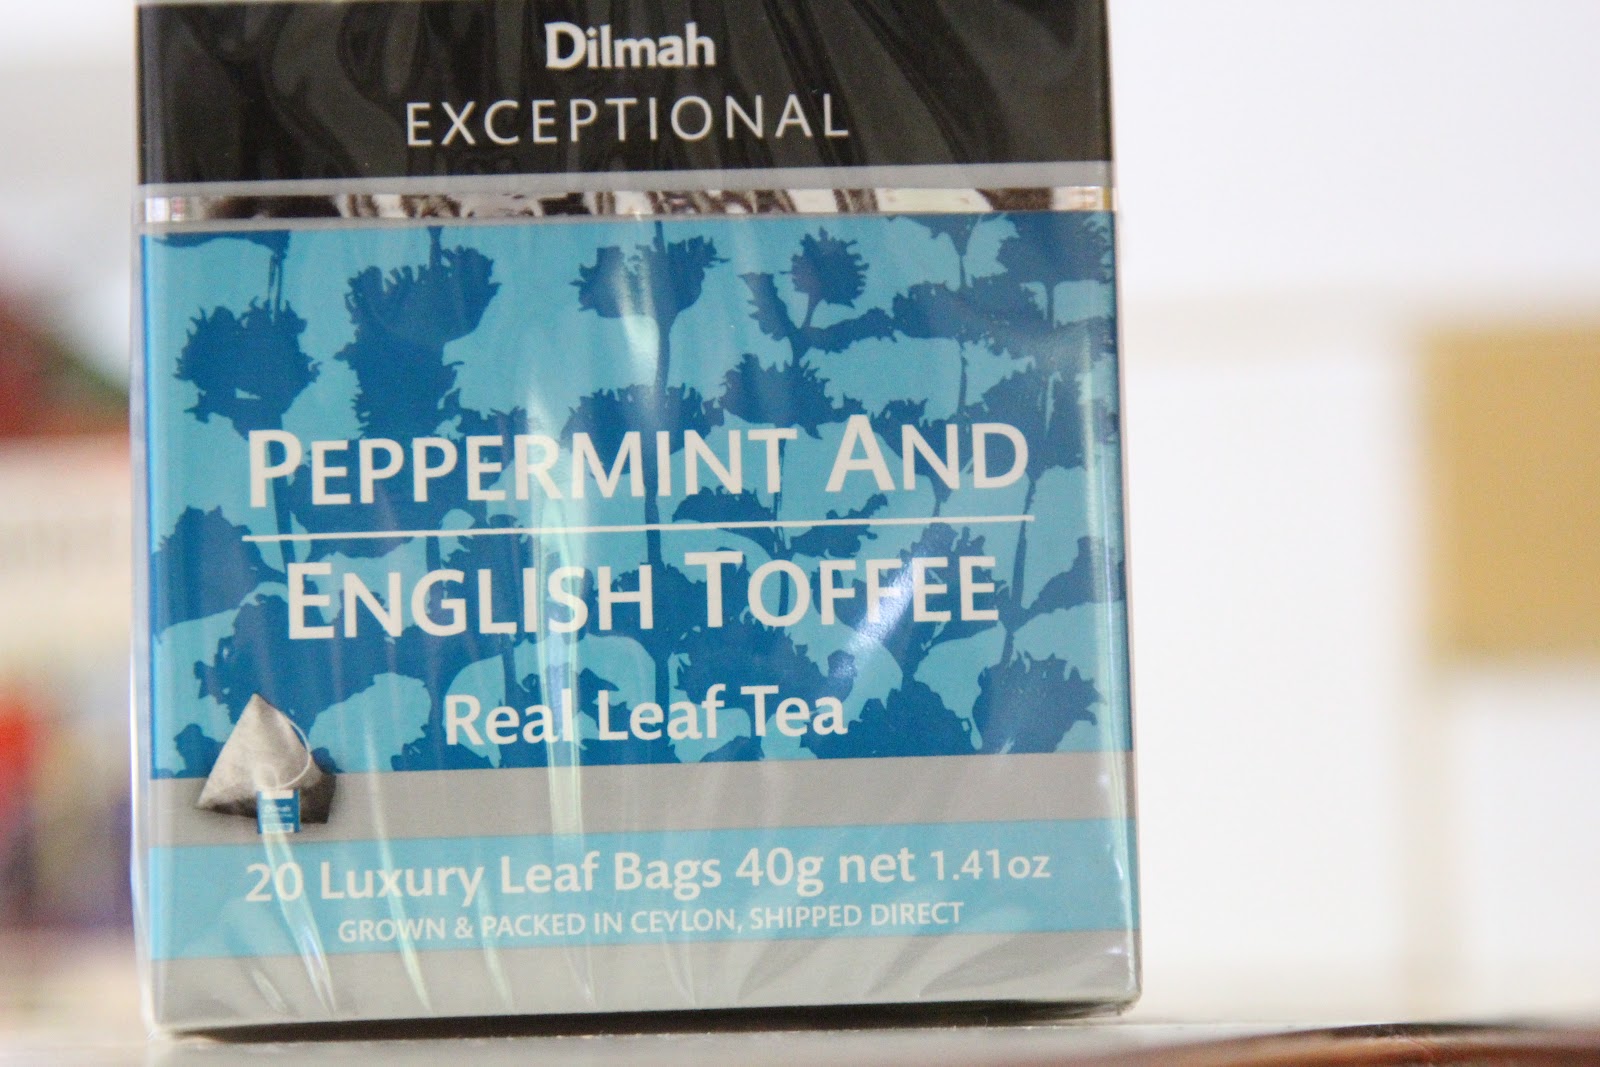 Dilmah
EXCEPTIONAL
PEPPERMINT AND
ENGLISH TOFFEE
Real Leaf Tea
Dilmah
20 Luxury Leaf Bags 40g net 1.41oz
GROWN & PACKED IN CEYLON, SHIPPED DIRECT